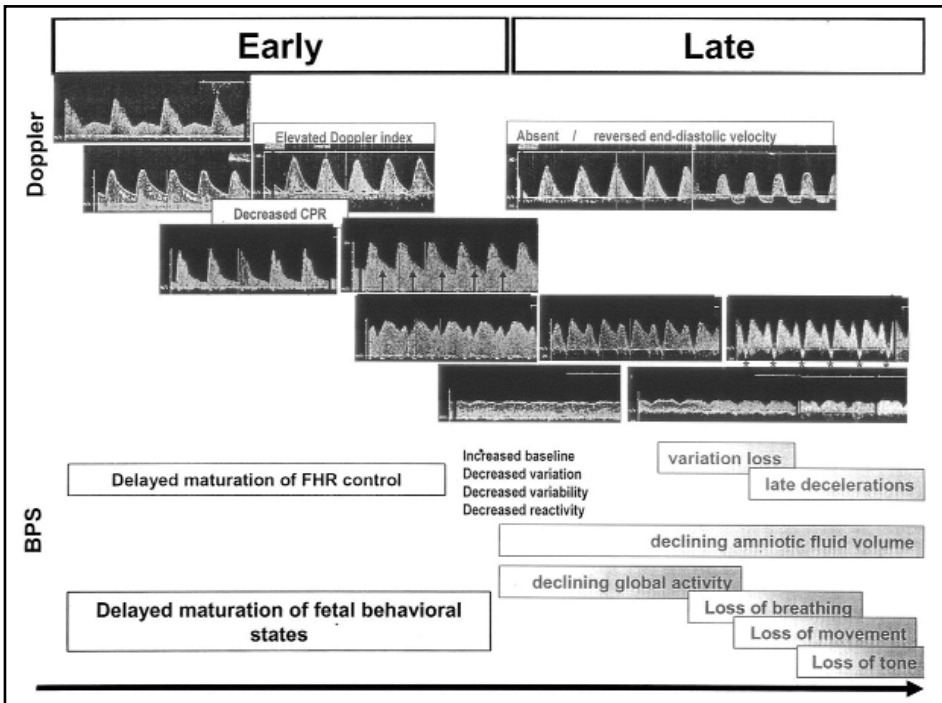 Early
Late
Doppler
Elevated Doppler index
Absent / reversed end-diastolic velocity
Decreased CPR
* * * * * *
BPS
Delayed maturation of FHR control
Increased baseline
Decreased variation
Decreased variability
Decreased reactivity
variation loss
late decelerations
declining amniotic fluid volume
declining global activity
Delayed maturation of fetal behavioral
states
Loss of breathing
Loss of movement
Loss of tone